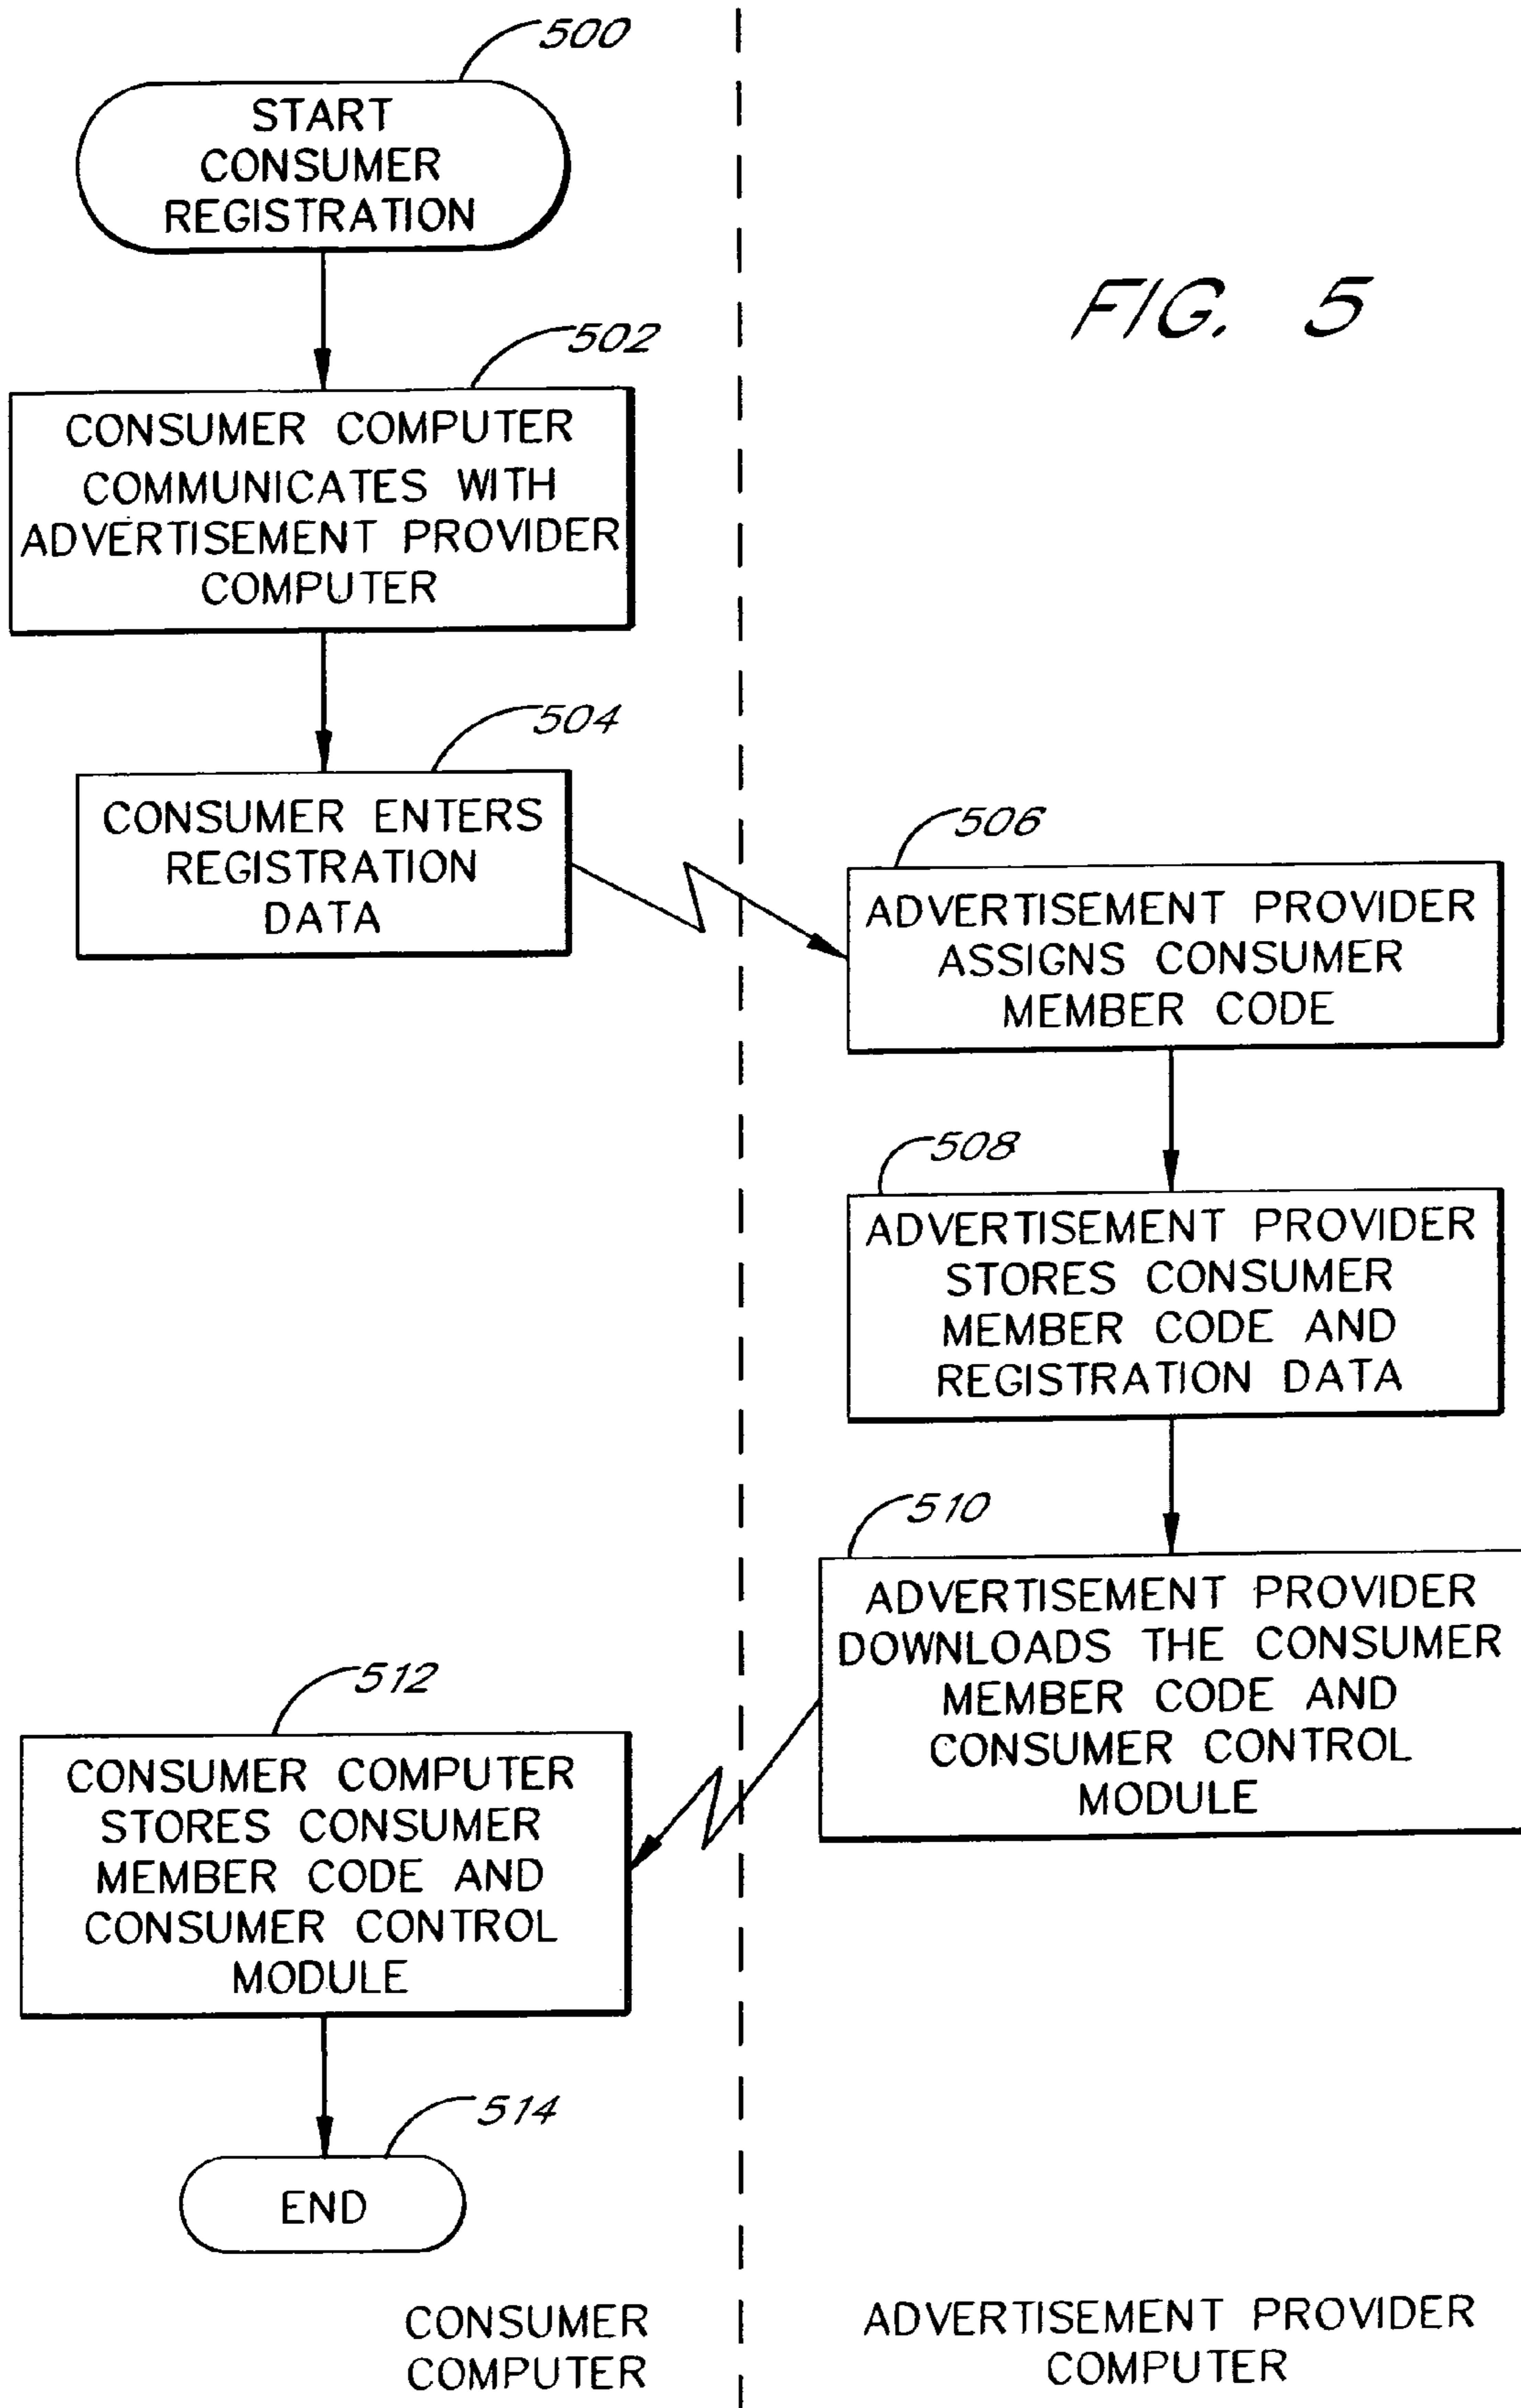 500
START
CONSUMER
REGISTRATION
FIG. 5
502
CONSUMER COMPUTER
COMMUNICATES WITH
ADVERTISEMENT PROVIDER
COMPUTER
504
CONSUMER ENTERS
REGISTRATION
DATA
506
ADVERTISEMENT PROVIDER
ASSIGNS CONSUMER
MEMBER CODE
508
ADVERTISEMENT PROVIDER
STORES CONSUMER
MEMBER CODE AND
REGISTRATION DATA
510
ADVERTISEMENT PROVIDER
DOWNLOADS THE CONSUMER
MEMBER CODE AND
CONSUMER CONTROL
MODULE
512
CONSUMER COMPUTER
STORES CONSUMER
MEMBER CODE AND
CONSUMER CONTROL
MODULE
514
END
CONSUMER
COMPUTER
ADVERTISEMENT PROVIDER
COMPUTER